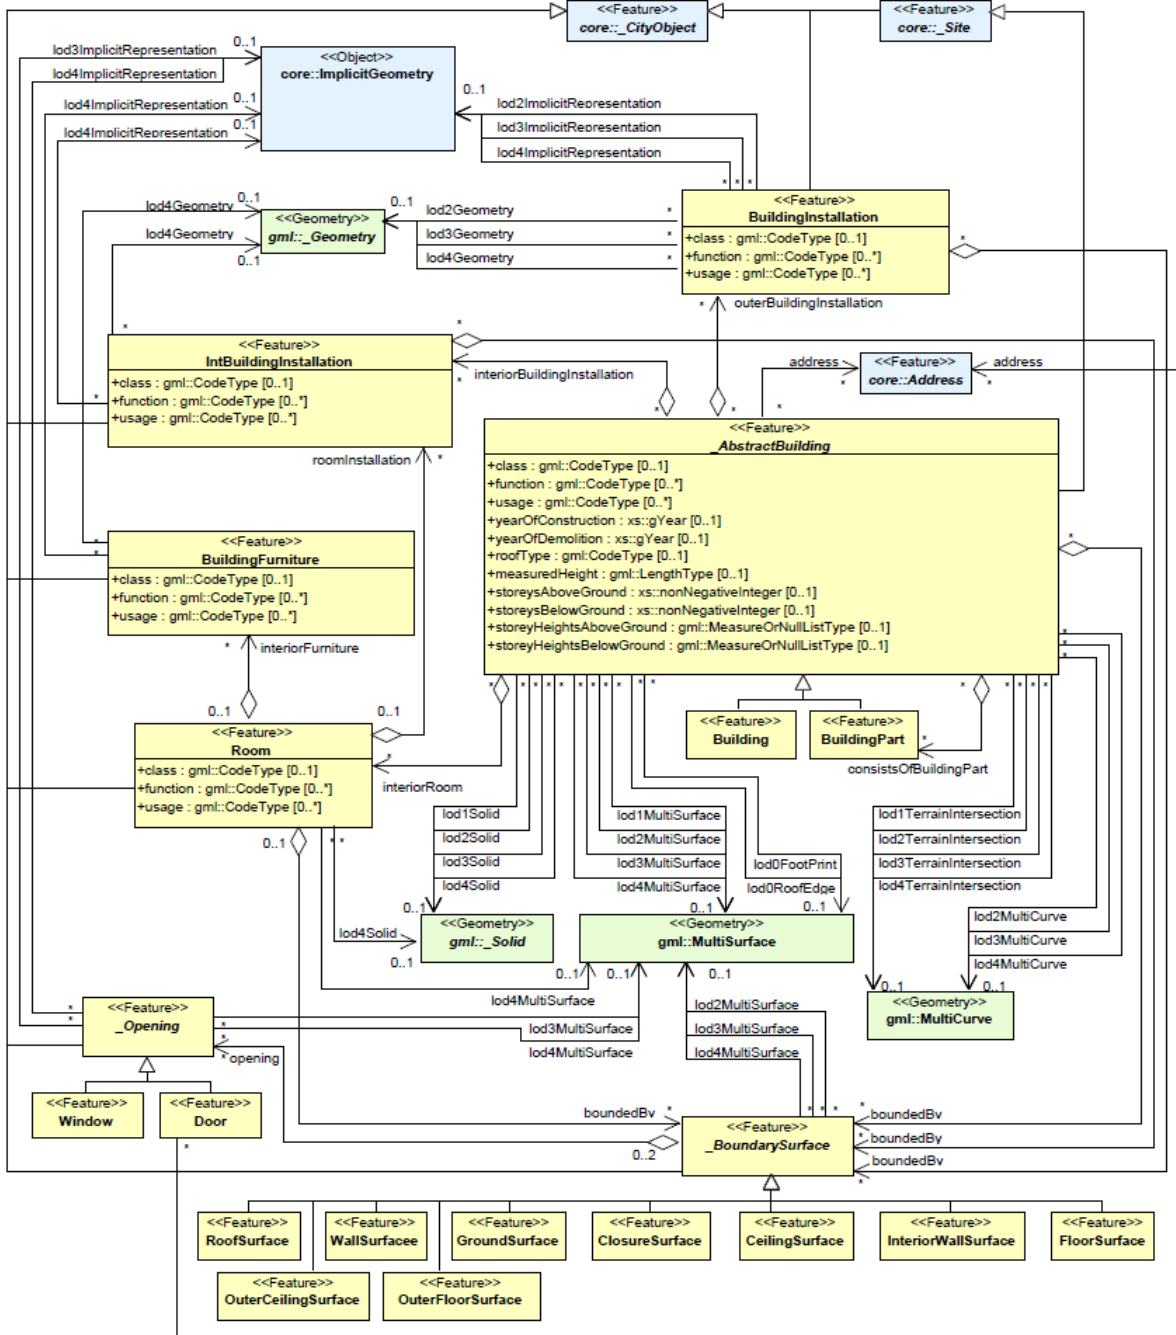 <<Feature>>
core::_CityObject
<<Feature>>
core::_Site
lod3ImplicitRepresentation
0..1
lod4ImplicitRepresentation
<<Object>>
core::ImplicitGeometry
lod4ImplicitRepresentation
0..1
lod4ImplicitRepresentation
0..1
0..1
lod2ImplicitRepresentation
lod3ImplicitRepresentation
lod4ImplicitRepresentation
* * *
lod4Geometry
0..1
lod4Geometry
0..1
<<Geometry>>
gml::_Geometry
0..1
lod2Geometry
*
lod3Geometry
*
lod4Geometry
*
<<Feature>>
BuildingInstallation
+class : gml::CodeType [0..1]
+function : gml::CodeType [0..*]
+usage : gml::CodeType [0..*]
*
* outerBuildingInstallation
*
*
<<Feature>>
IntBuildingInstallation
+class : gml::CodeType [0..1]
+function : gml::CodeType [0..*]
+usage : gml::CodeType [0..*]
*
*
interiorBuildingInstallation
address
*
<<Feature>>
core::Address
address
*
* * *
roomInstallation
*
<<Feature>>
_AbstractBuilding
+class : gml::CodeType [0..1]
+function : gml::CodeType [0..*]
+usage : gml::CodeType [0..*]
+yearOfConstruction : xs::gYear [0..1]
+yearOfDemolition : xs::gYear [0..1]
+roofType : gml:CodeType [0..1]
+measuredHeight : gml::LengthType [0..1]
+storeysAboveGround : xs::nonNegativeInteger [0..1]
+storeysBelowGround : xs::nonNegativeInteger [0..1]
+storeyHeightsAboveGround : gml::MeasureOrNullListType [0..1]
+storeyHeightsBelowGround : gml::MeasureOrNullListType [0..1]
*
*
*
*
*
*
<<Feature>>
BuildingFurniture
+class : gml::CodeType [0..1]
+function : gml::CodeType [0..*]
+usage : gml::CodeType [0..*]
* interiorFurniture
0..1
0..1
<<Feature>>
Room
+class : gml::CodeType [0..1]
+function : gml::CodeType [0..*]
+usage : gml::CodeType [0..*]
*
interiorRoom
0..1
* *
* * * * * * * * * * *
* * * * *
<<Feature>>
Building
<<Feature>>
BuildingPart
*
consistsOfBuildingPart
lod1Solid
lod2Solid
lod3Solid
lod4Solid
0..1
lod1MultiSurface
lod2MultiSurface
lod3MultiSurface
lod4MultiSurface
0..1
lod0FootPrint
lod0RoofEdge
0..1
lod1TerrainIntersection
lod2TerrainIntersection
lod3TerrainIntersection
lod4TerrainIntersection
0..1
lod2MultiCurve
lod3MultiCurve
lod4MultiCurve
0..1
lod4Solid
0..1
<<Geometry>>
gml::_Solid
<<Geometry>>
gml::MultiSurface
<<Geometry>>
gml::MultiCurve
0..1
0..1
0..1
lod4MultiSurface
lod3MultiSurface
lod4MultiSurface
lod2MultiSurface
lod3MultiSurface
lod4MultiSurface
*
*
<<Feature>>
_Opening
*
*
* opening
<<Feature>>
Window
<<Feature>>
Door
*
boundedBy
*
0..2
* * * *
<<Feature>>
_BoundarySurface
*
boundedBy
*
boundedBy
boundedBy
*
<<Feature>>
RoofSurface
<<Feature>>
WallSurfacee
<<Feature>>
GroundSurface
<<Feature>>
ClosureSurface
<<Feature>>
CeilingSurface
<<Feature>>
InteriorWallSurface
<<Feature>>
FloorSurface
<<Feature>>
OuterCeilingSurface
<<Feature>>
OuterFloorSurface